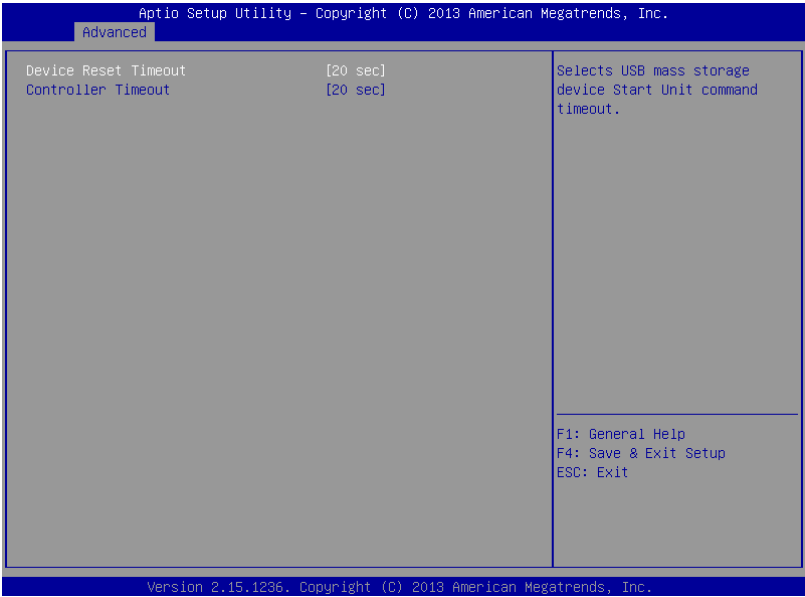 Aptio Setup Utility – Copyright (C) 2013 American Megatrends, Inc.
Advanced
Device Reset Timeout [20 sec]
Controller Timeout [20 sec]
Selects USB mass storage
device Start Unit command
timeout.
F1: General Help
F4: Save & Exit Setup
ESC: Exit
Version 2.15.1236. Copyright (C) 2013 American Megatrends, Inc.